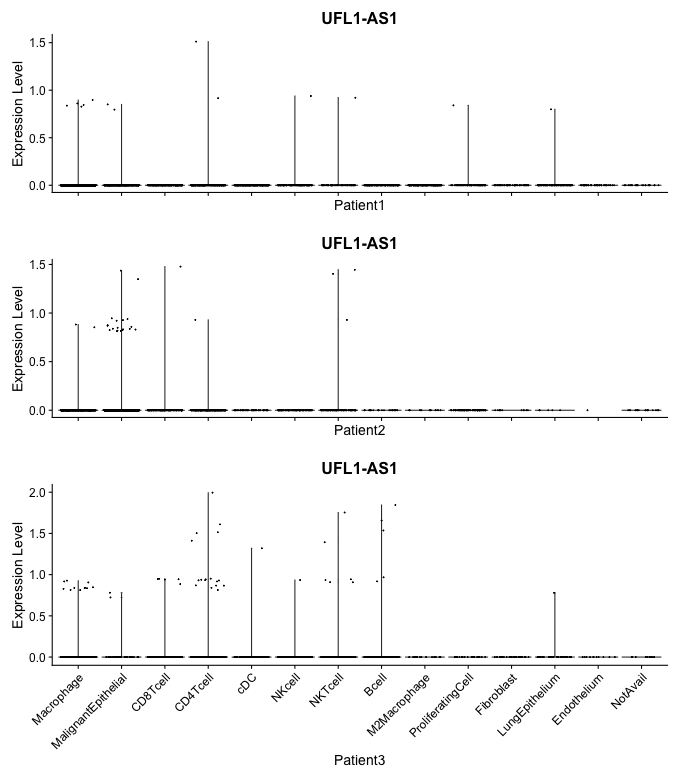 UFL1-AS1
Expression Level
1.5
1.0
0.5
0.0
Patient1
UFL1-AS1
Expression Level
1.5
1.0
0.5
0.0
Patient2
UFL1-AS1
Expression Level
2.0
1.5
1.0
0.5
0.0
Macrophage
MalignantEpithelial
CD8Tcell
CD4Tcell
cDC
NKcell
NKTcell
Bcell
M2Macrophage
ProliferatingCell
Fibroblast
LungEpithelium
Endothelium
NotAvail
Patient3